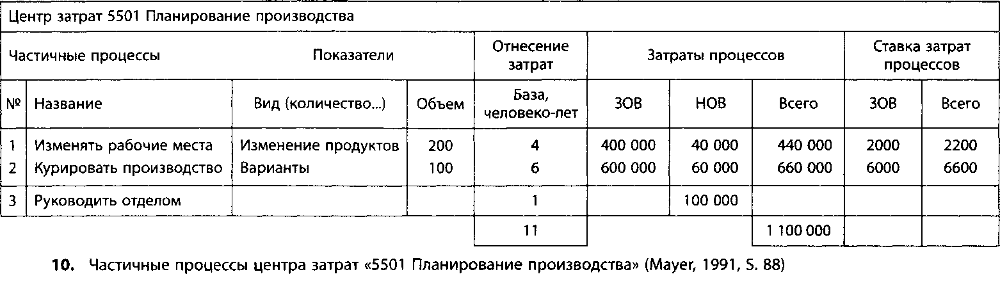 Центр затрат 5501 Планирование производства
Частичные процессы Показатели Отнесение затрат Затраты процессов Ставка затрат процессов
№ Название Вид (количество...) Объем База, человеко-лет ЗОВ НОВ Всего ЗОВ Всего
1 Изменять рабочие места Изменение продуктов 200 4 400 000 40 000 440 000 2000 2200
2 Курировать производство Варианты 100 6 600 000 60 000 660 000 6000 6600
3 Руководить отделом 1 100 000
11 1 100 000
10. Частичные процессы центра затрат «5501 Планирование производства» (Mayer, 1991, S. 88)